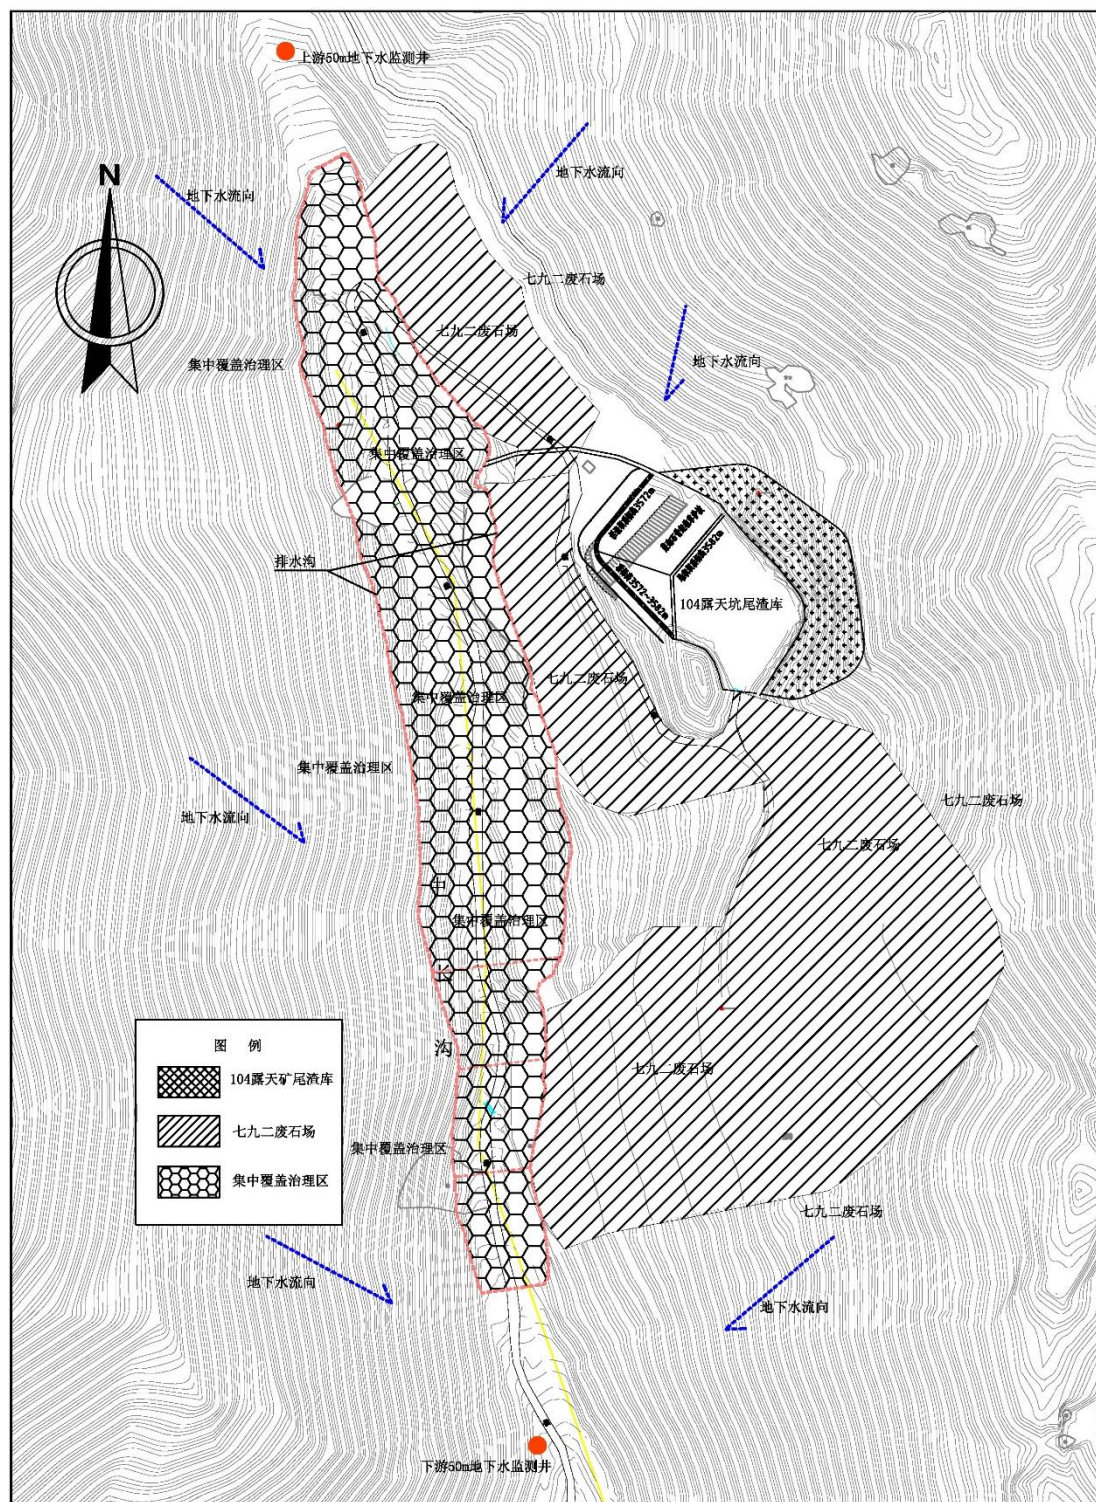 上游50m地下水监测井
N
地下水流向
地下水流向
七九二废石场
七九二废石场
地下水流向
集中覆盖治理区
集中覆盖治理区
排水沟
104露天坑尾渣库
七九二废石场
集中覆盖治理区
集中覆盖治理区
地下水流向
七九二废石场
七九二废石场
中
长
沟
集中覆盖治理区
七九二废石场
图 例
104露天矿尾渣库
七九二废石场
集中覆盖治理区
集中覆盖治理区
七九二废石场
地下水流向
地下水流向
下游50m地下水监测井